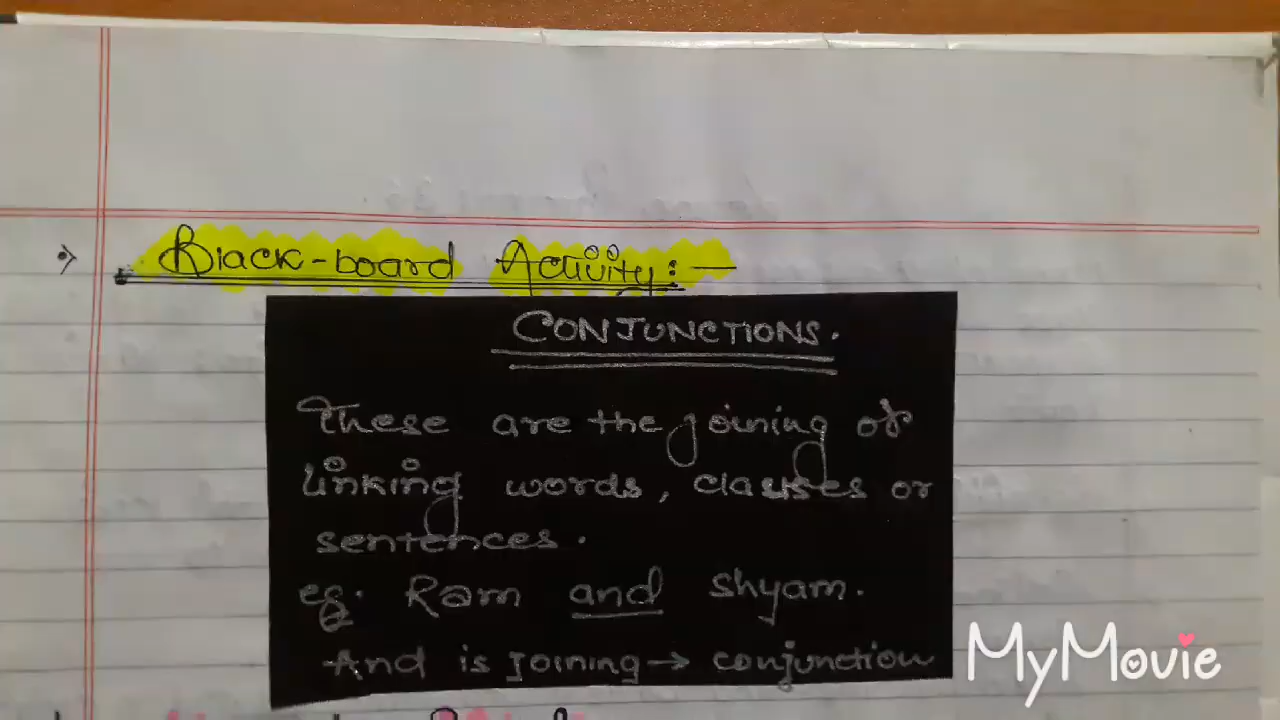 Black-board Activity:-
CONJUNCTIONS.
These are the joining of
linking words, clauses or
sentences.
eg. Ram and Shyam.
And is joining → conjunction
MyMovie